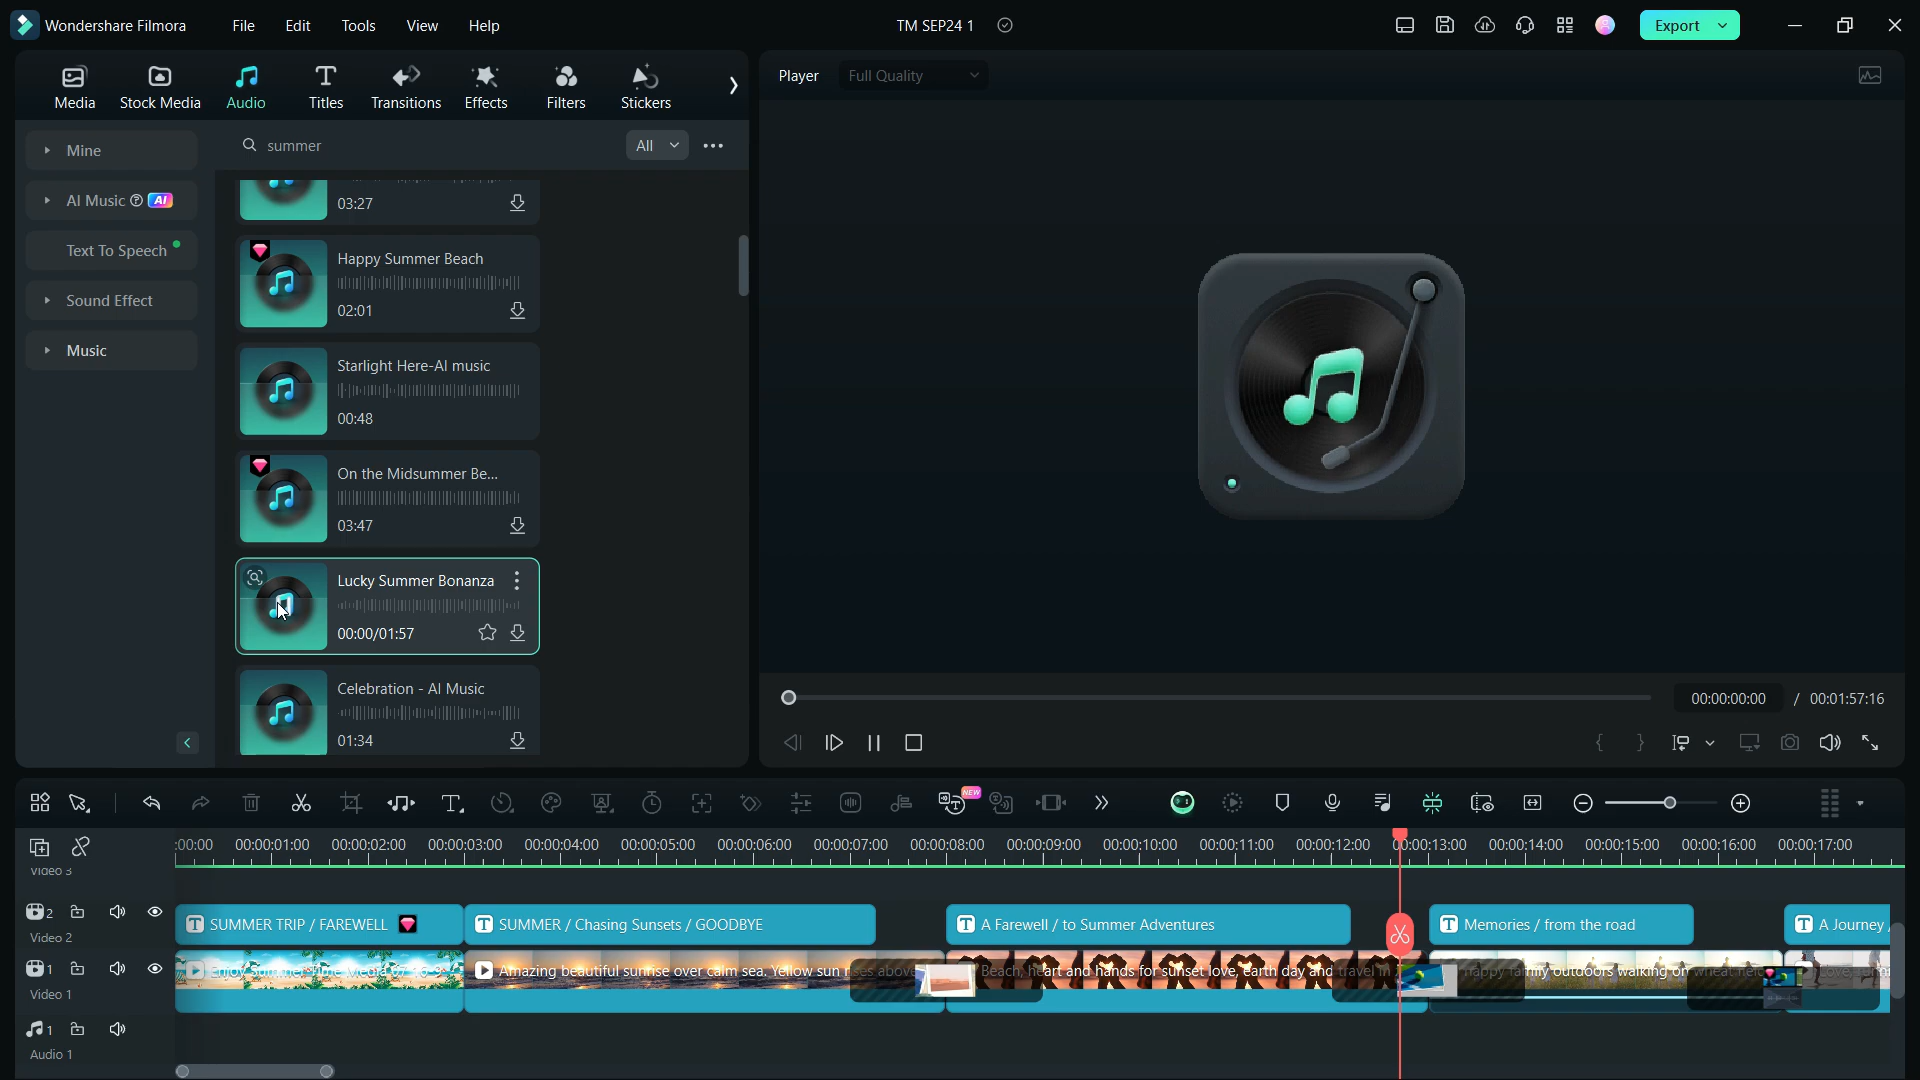 Wondershare Filmora
File
Edit
Tools
View
Help
TM SEP24 1
Export
Media
Stock Media
Audio
Titles
Transitions
Effects
Filters
Stickers
Player
Full Quality
Mine
AI Music
AI
Text To Speech
Sound Effect
Music
summer
All
03:27
Happy Summer Beach
02:01
Starlight Here-AI music
00:48
On the Midsummer Be...
03:47
Lucky Summer Bonanza
00:00/01:57
Celebration - AI Music
01:34
00:00:00:00 / 00:01:57:16
NEW
:00:00 00:00:01:00 00:00:02:00 00:00:03:00 00:00:04:00 00:00:05:00 00:00:06:00 00:00:07:00 00:00:08:00 00:00:09:00 00:00:10:00 00:00:11:00 00:00:12:00 00:00:13:00 00:00:14:00 00:00:15:00 00:00:16:00 00:00:17:00
Video 3
2
Video 2
T SUMMER TRIP / FAREWELL
T SUMMER / Chasing Sunsets / GOODBYE
T A Farewell / to Summer Adventures
T Memories / from the road
T A Journey
1
Video 1
Enjoy Summer Time Media
Amazing beautiful sunrise over calm sea. Yellow sun rises above
Beach, heart and hands for sunset love, earth day and travel in
happy family outdoors walking on wheat
1
Audio 1